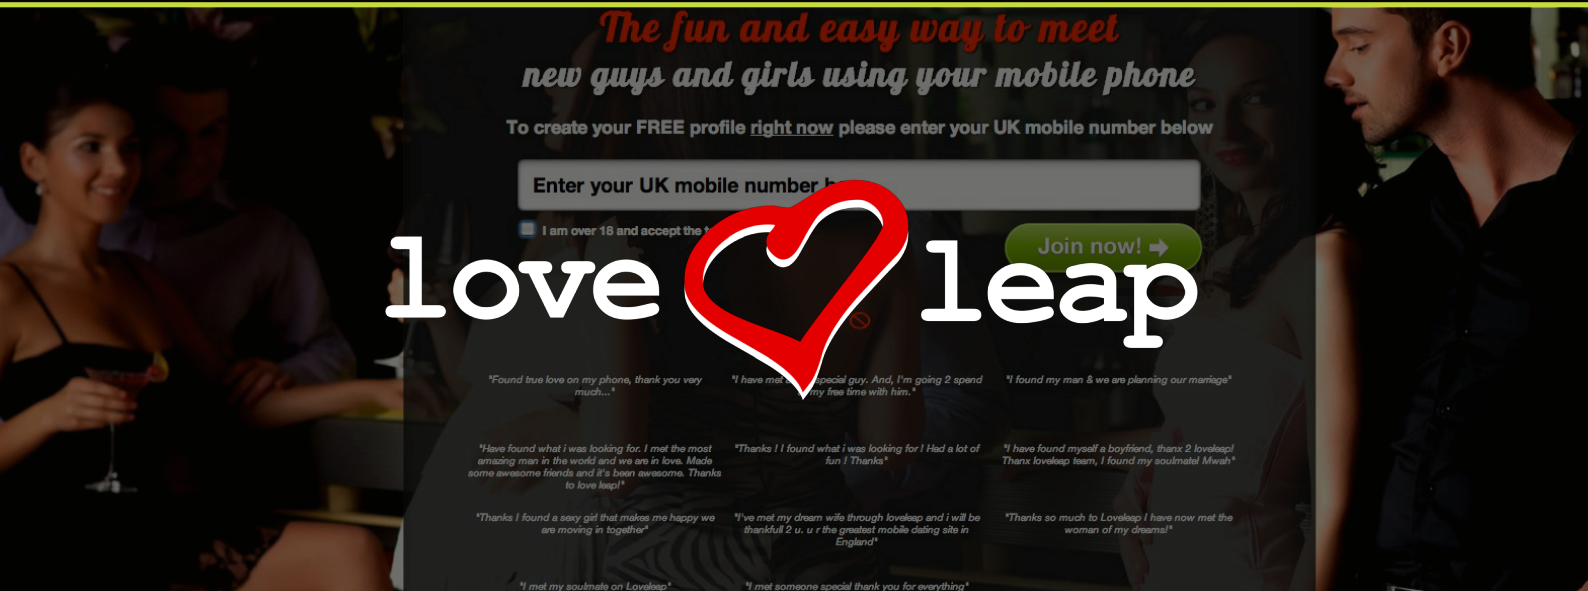 The fun and easy way to meet
new guys and girls using your mobile phone
To create your FREE profile right now please enter your UK mobile number below
Enter your UK mobile number
I am over 18 and accept the
Join now!
love leap
"Found true love on my phone, thank you very
much..."
"I have met special guy. And, I'm going 2 spend
my free time with him."
"I found my man & we are planning our marriage"
"Have found what i was looking for. I met the most
amazing man in the world and we are in love. Made
some awesome friends and it's been awesome. Thanks
to love leap!"
"Thanks ! I found what i was looking for ! Had a lot of
fun ! Thanks"
"I have found myself a boyfriend, thanx 2 loveleap!
Thanx loveleap team, I found my soulmate! Mwah"
"Thanks I found a sexy girl that makes me happy we
are moving in together"
"I've met my dream wife through loveleap and i will be
thankfull 2 u. u r the greatest mobile dating site in
England"
"Thanks so much to Loveleap I have now met the
woman of my dreams!"
"I met my soulmate on Loveleap"
"I met someone special thank you for everything"